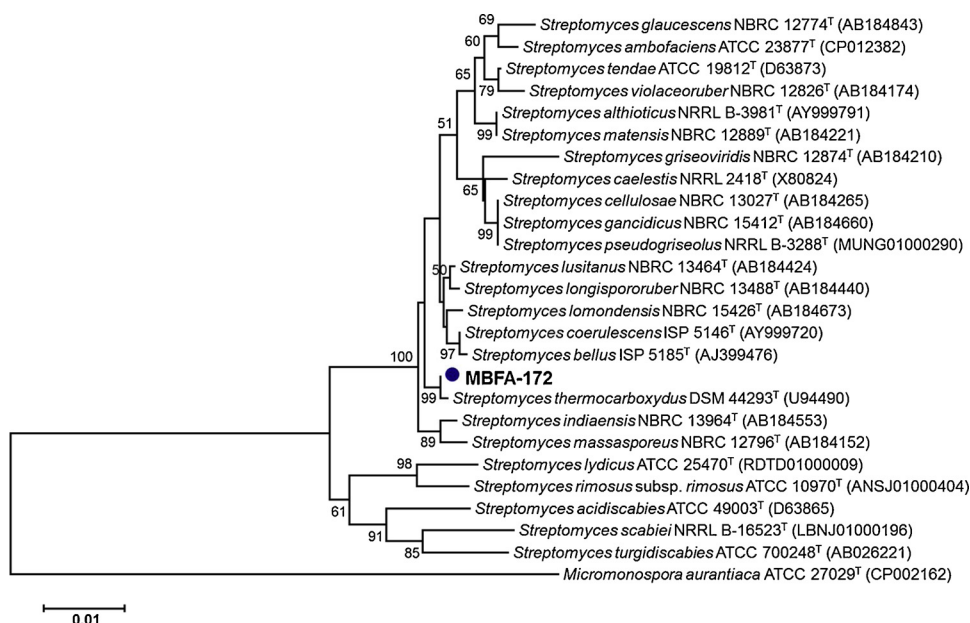 69
Streptomyces glaucescens NBRC 12774ᵀ (AB184843)
60
Streptomyces ambofaciens ATCC 23877ᵀ (CP012382)
65
Streptomyces tendae ATCC 19812ᵀ (D63873)
79
Streptomyces violaceoruber NBRC 12826ᵀ (AB184174)
51
Streptomyces althioticus NRRL B-3981ᵀ (AY999791)
99
Streptomyces matensis NBRC 12889ᵀ (AB184221)
Streptomyces griseoviridis NBRC 12874ᵀ (AB184210)
65
Streptomyces caelestis NRRL 2418ᵀ (X80824)
Streptomyces cellulosae NBRC 13027ᵀ (AB184265)
Streptomyces gancidicus NBRC 15412ᵀ (AB184660)
99
Streptomyces pseudogriseolus NRRL B-3288ᵀ (MUNG01000290)
50
Streptomyces lusitanus NBRC 13464ᵀ (AB184424)
Streptomyces longispororuber NBRC 13488ᵀ (AB184440)
Streptomyces lomondensis NBRC 15426ᵀ (AB184673)
Streptomyces coerulescens ISP 5146ᵀ (AY999720)
100
97
Streptomyces bellus ISP 5185ᵀ (AJ399476)
MBFA-172
99
Streptomyces thermocarboxydus DSM 44293ᵀ (U94490)
Streptomyces indiaensis NBRC 13964ᵀ (AB184553)
89
Streptomyces massasporeus NBRC 12796ᵀ (AB184152)
98
Streptomyces lydicus ATCC 25470ᵀ (RDTD01000009)
Streptomyces rimosus subsp. rimosus ATCC 10970ᵀ (ANSJ01000404)
61
Streptomyces acidiscabies ATCC 49003ᵀ (D63865)
91
Streptomyces scabiei NRRL B-16523ᵀ (LBNJ01000196)
85
Streptomyces turgidiscabies ATCC 700248ᵀ (AB026221)
Micromonospora aurantiaca ATCC 27029ᵀ (CP002162)
0.01